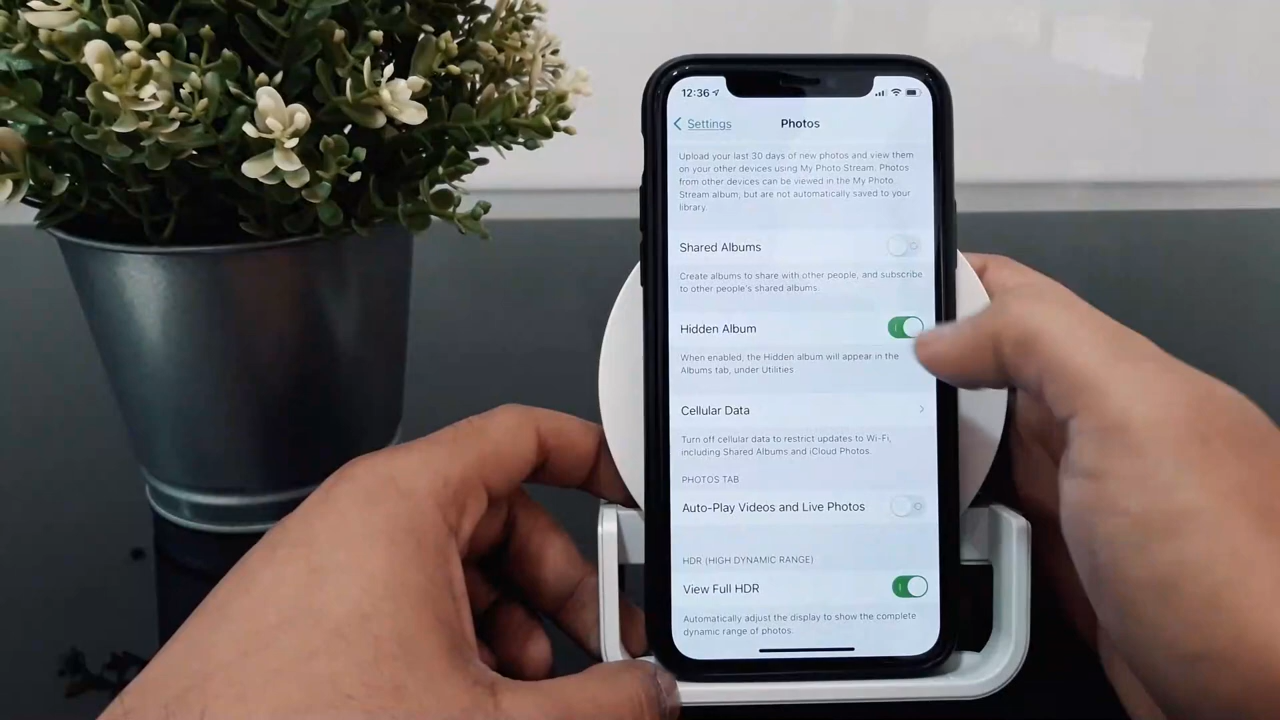 12:36
Settings
Photos
Upload your last 30 days of new photos and view them
on your other devices using My Photo Stream. Photos
from other devices can be viewed in the My Photo
Stream album, but are not automatically saved to your
library.
Shared Albums
Create albums to share with other people, and subscribe
to other people's shared albums.
Hidden Album
When enabled, the Hidden album will appear in the
Albums tab, under Utilities.
Cellular Data
Turn off cellular data to restrict updates to Wi-Fi,
including Shared Albums and iCloud Photos.
PHOTOS TAB
Auto-Play Videos and Live Photos
HDR (HIGH DYNAMIC RANGE)
View Full HDR
Automatically adjust the display to show the complete
dynamic range of photos.